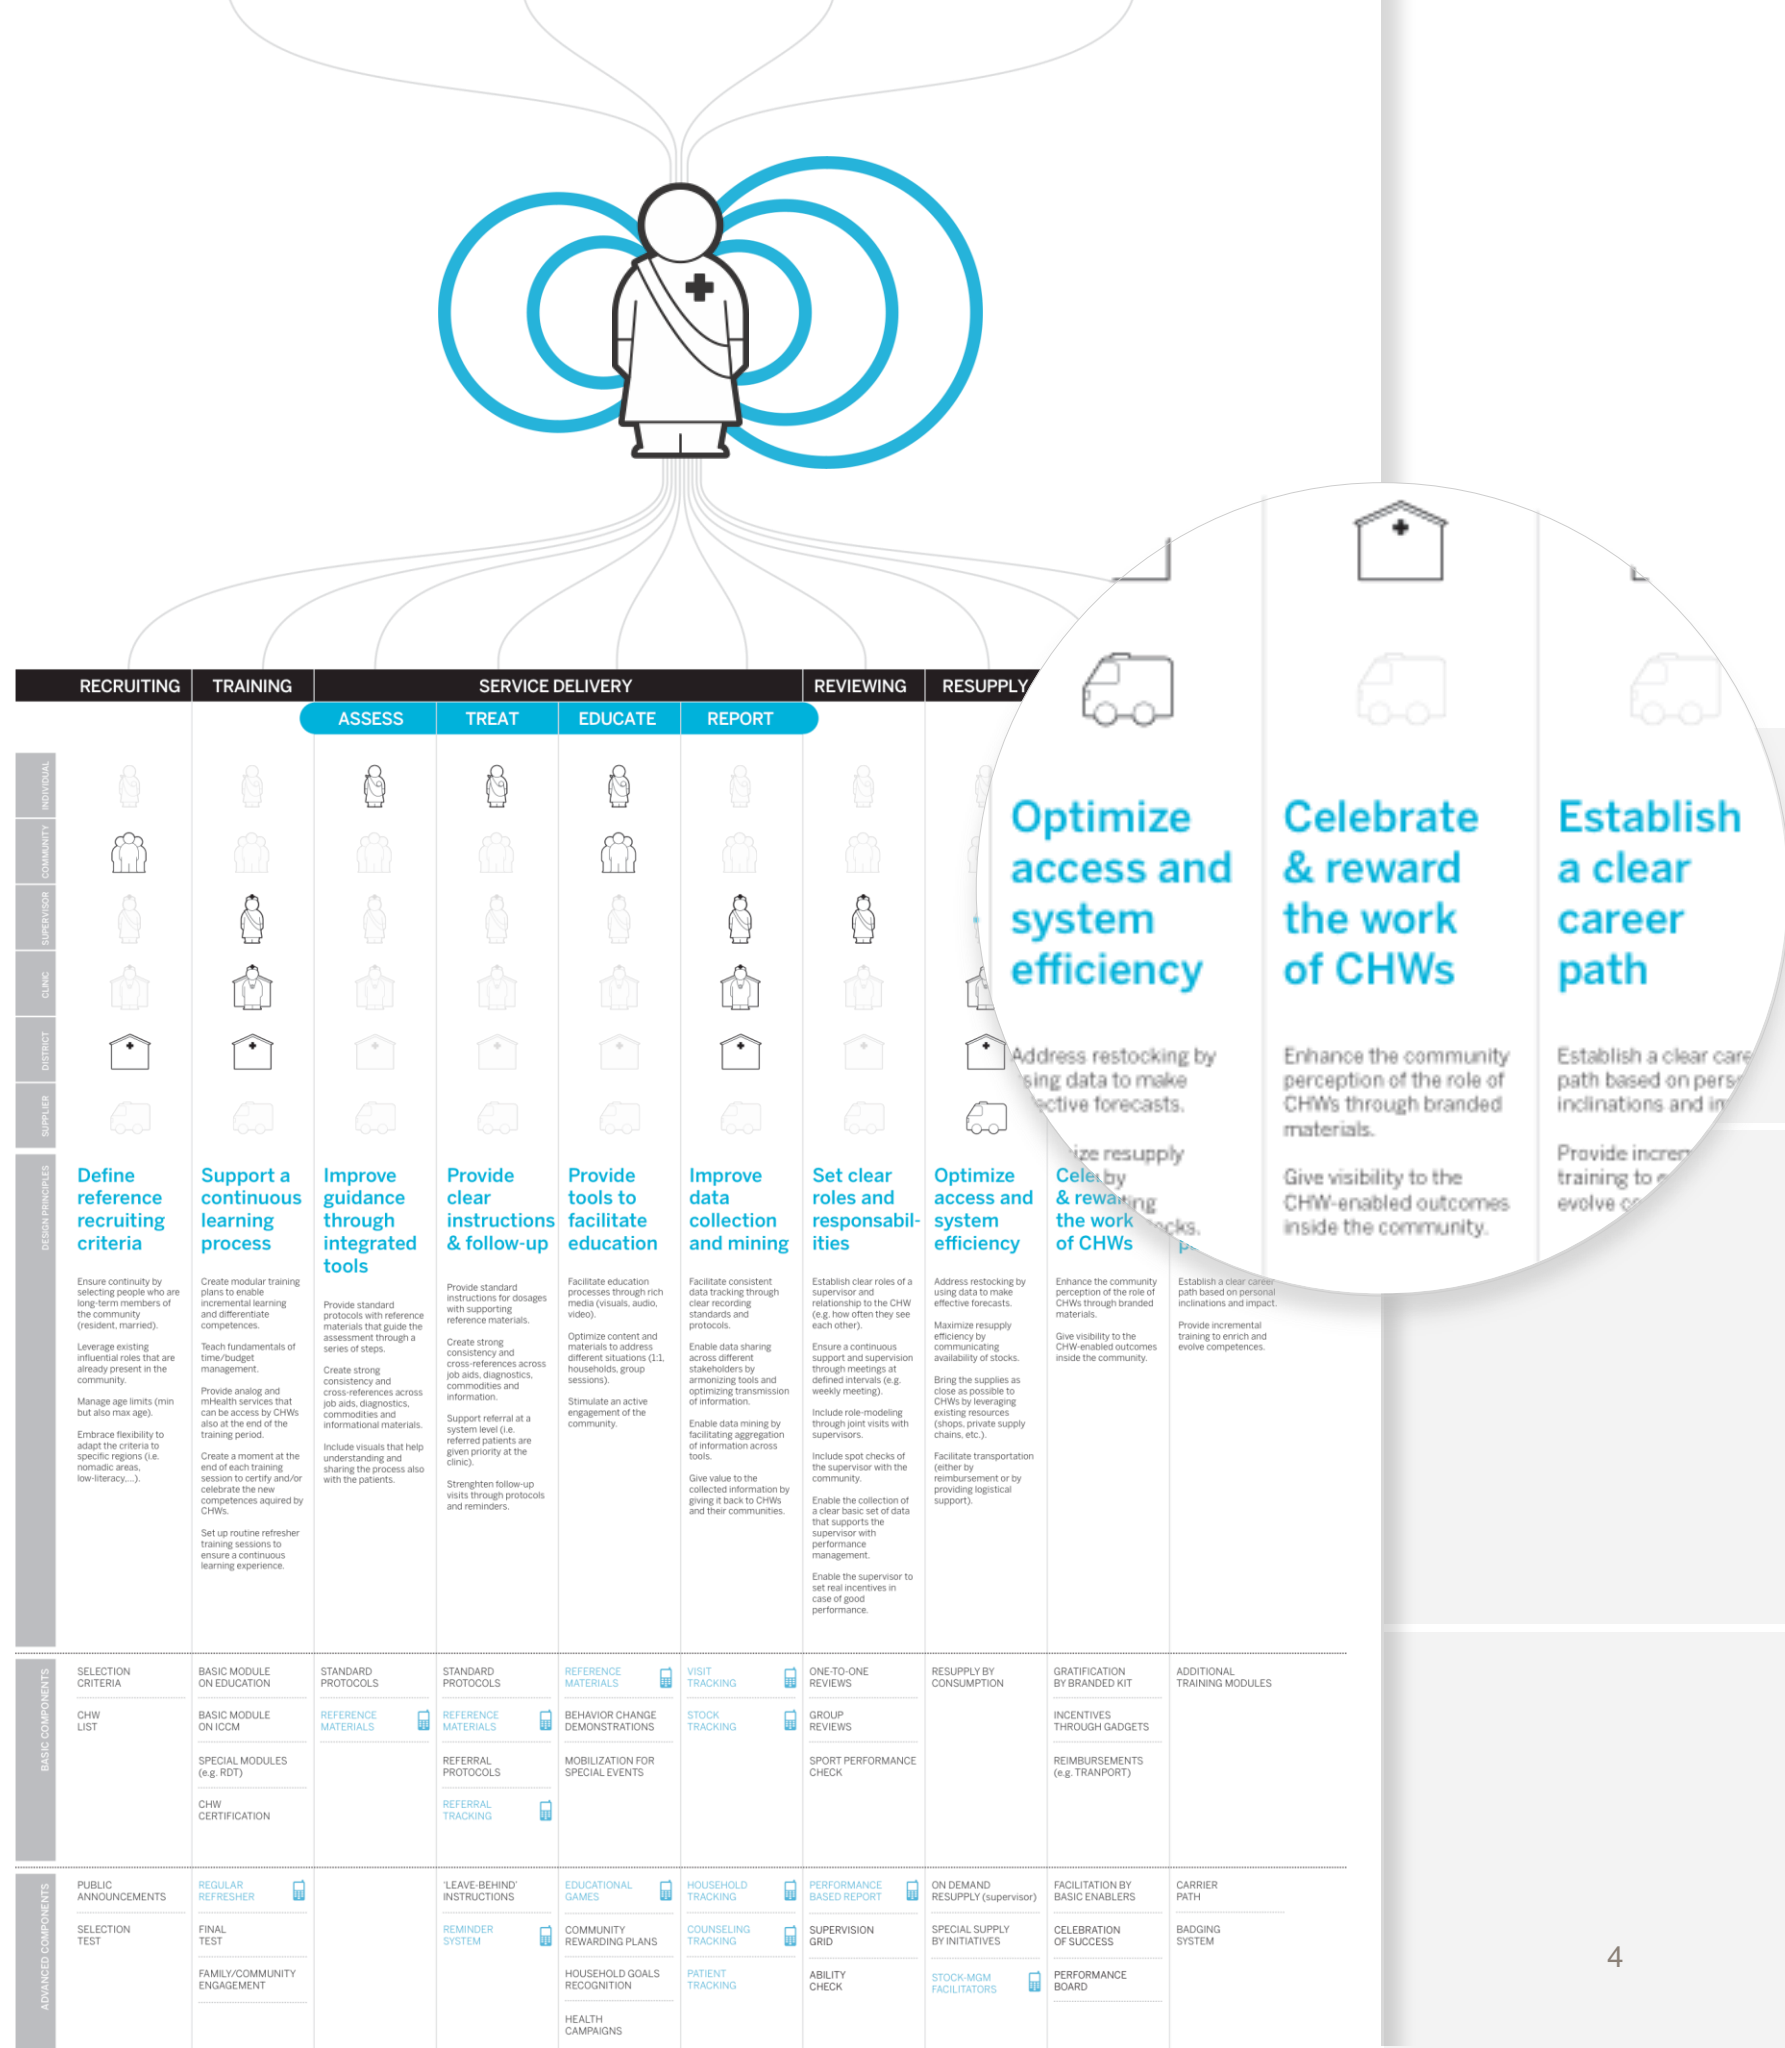 RECRUITING
TRAINING
SERVICE DELIVERY
REVIEWING
RESUPPLY
ASSESS
TREAT
EDUCATE
REPORT
INDIVIDUAL
COMMUNITY
SUPERVISOR
CLINIC
DISTRICT
SUPPLIER
Optimize
access and
system
efficiency
Address restocking by
sing data to make
ective forecasts.
ize resupply
by
ting
ocks.
Celebrate
& reward
the work
of CHWs
Enhance the community
perception of the role of
CHWs through branded
materials.
Give visibility to the
CHW-enabled outcomes
inside the community.
Establish
a clear
career
path
Establish a clear care
path based on pers
inclinations and im
Provide increm
training to e
evolve co
DESIGN PRINCIPLES
Define
reference
recruiting
criteria
Ensure continuity by
selecting people who are
long-term members of
the community
(resident, married).
Leverage existing
influential roles that are
already present in the
community.
Manage age limits (min
but also max age).
Embrace flexibility to
adapt the criteria to
specific regions (i.e.
nomadic areas,
low-literacy,...).
Support a
continuous
learning
process
Create modular training
plans to enable
incremental learning
and differentiate
competences.
Teach fundamentals of
time/budget
management.
Provide analog and
mHealth services that
can be access by CHWs
also at the end of the
training period.
Create a moment at the
end of each training
session to certify and/or
celebrate the new
competences aquired by
CHWs.
Set up routine refresher
training sessions to
ensure a continuous
learning experience.
Improve
guidance
through
integrated
tools
Provide standard
protocols with reference
materials that guide the
assessment through a
series of steps.
Create strong
consistency and
cross-references across
job aids, diagnostics,
commodities and
informational materials.
Include visuals that help
understanding and
sharing the process also
with the patients.
Provide
clear
instructions
& follow-up
Provide standard
instructions for dosages
with supporting
reference materials.
Create strong
consistency and
cross-references across
job aids, diagnostics,
commodities and
information.
Support referral at a
system level (i.e.
referred patients are
given priority at the
clinic).
Strenghten follow-up
visits through protocols
and reminders.
Provide
tools to
facilitate
education
Facilitate education
processes through rich
media (visuals, audio,
video).
Optimize content and
materials to address
different situations (1:1,
households, group
sessions).
Stimulate an active
engagement of the
community.
Improve
data
collection
and mining
Facilitate consistent
data tracking through
clear recording
standards and
protocols.
Enable data sharing
across different
stakeholders by
armonizing tools and
optimizing transmission
of information.
Enable data mining by
facilitating aggregation
of information across
tools.
Give value to the
collected information by
giving it back to CHWs
and their communities.
Set clear
roles and
responsabil-
ities
Establish clear roles of a
supervisor and
relationship to the CHW
(e.g. how often they see
each other).
Ensure a continuous
support and supervision
through meetings at
defined intervals (e.g.
weekly meeting).
Include role-modeling
through joint visits with
supervisors.
Include spot checks of
the supervisor with the
community.
Enable the collection of
a clear basic set of data
that supports the
supervisor with
performance
management.
Enable the supervisor to
set real incentives in
case of good
performance.
Optimize
access and
system
efficiency
Address restocking by
using data to make
effective forecasts.
Maximize resupply
efficiency by
communicating
availability of stocks.
Bring the supplies as
close as possible to
CHWs by leveraging
existing resources
(shops, private supply
chains, etc.).
Facilitate transportation
(either by
reimbursement or by
providing logistical
support).
Cele
& rewa
the work
of CHWs
Enhance the community
perception of the role of
CHWs through branded
materials.
Give visibility to the
CHW-enabled outcomes
inside the community.
Establish a clear career
path based on personal
inclinations and impact.
Provide incremental
training to enrich and
evolve competences.
BASIC COMPONENTS
SELECTION
CRITERIA
CHW
LIST
BASIC MODULE
ON EDUCATION
BASIC MODULE
ON ICCM
SPECIAL MODULES
(e.g. RDT)
CHW
CERTIFICATION
STANDARD
PROTOCOLS
REFERENCE
MATERIALS
STANDARD
PROTOCOLS
REFERENCE
MATERIALS
REFERRAL
PROTOCOLS
REFERRAL
TRACKING
REFERENCE
MATERIALS
BEHAVIOR CHANGE
DEMONSTRATIONS
MOBILIZATION FOR
SPECIAL EVENTS
VISIT
TRACKING
STOCK
TRACKING
ONE-TO-ONE
REVIEWS
GROUP
REVIEWS
SPORT PERFORMANCE
CHECK
RESUPPLY BY
CONSUMPTION
GRATIFICATION
BY BRANDED KIT
INCENTIVES
THROUGH GADGETS
REIMBURSEMENTS
(e.g. TRANPORT)
ADDITIONAL
TRAINING MODULES
ADVANCED COMPONENTS
PUBLIC
ANNOUNCEMENTS
SELECTION
TEST
REGULAR
REFRESHER
FINAL
TEST
FAMILY/COMMUNITY
ENGAGEMENT
'LEAVE-BEHIND'
INSTRUCTIONS
REMINDER
SYSTEM
EDUCATIONAL
GAMES
COMMUNITY
REWARDING PLANS
HOUSEHOLD GOALS
RECOGNITION
HEALTH
CAMPAIGNS
HOUSEHOLD
TRACKING
COUNSELING
TRACKING
PATIENT
TRACKING
PERFORMANCE
BASED REPORT
SUPERVISION
GRID
ABILITY
CHECK
ON DEMAND
RESUPPLY (supervisor)
SPECIAL SUPPLY
BY INITIATIVES
STOCK-MGM
FACILITATORS
FACILITATION BY
BASIC ENABLERS
CELEBRATION
OF SUCCESS
PERFORMANCE
BOARD
CARRIER
PATH
BADGING
SYSTEM
4